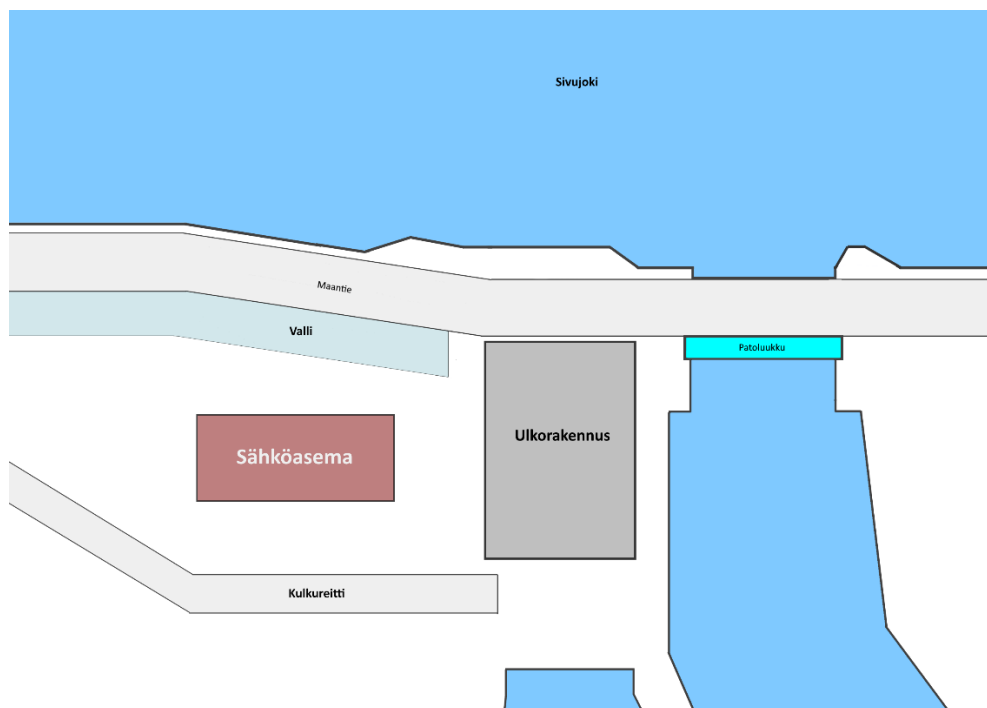 Sivujoki
Maantie
Valli
Patoluukku
Ulkorakennus
Sähköasema
Kulkureitti